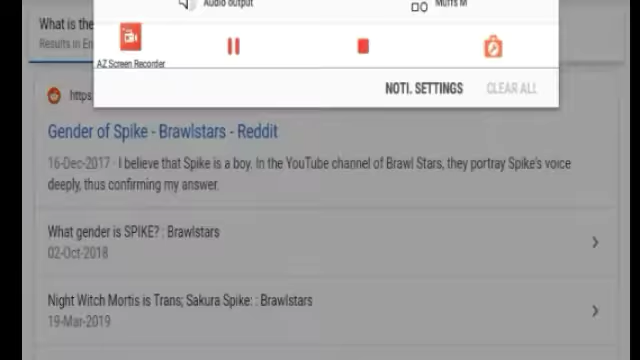 Audio output
Multi M
What is the
Results in En
AZ Screen Recorder
NOTI. SETTINGS
CLEAR ALL
https
Gender of Spike - Brawlstars - Reddit
16-Dec-2017 · I believe that Spike is a boy. In the YouTube channel of Brawl Stars, they portray Spike's voice
deeply, thus confirming my answer.
What gender is SPIKE? : Brawlstars
02-Oct-2018
Night Witch Mortis is Trans; Sakura Spike: : Brawlstars
19-Mar-2019